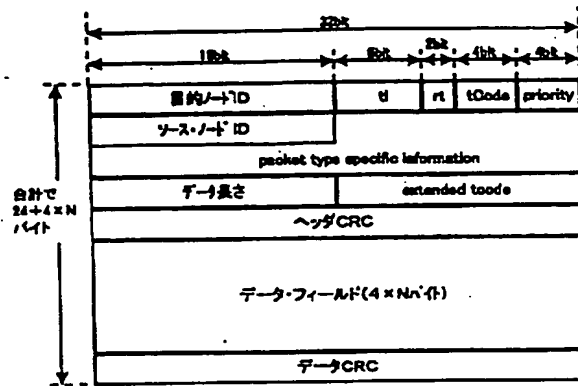 32bit
16bit 6bit 2bit 4bit 4bit
目的ノードID tl rt tCode priority
ソース・ノードID
packet type specific information
データ長さ extended tcode
合計で
24+4×N
バイト
ヘッダCRC
データ・フィールド(4×Nバイト)
データCRC